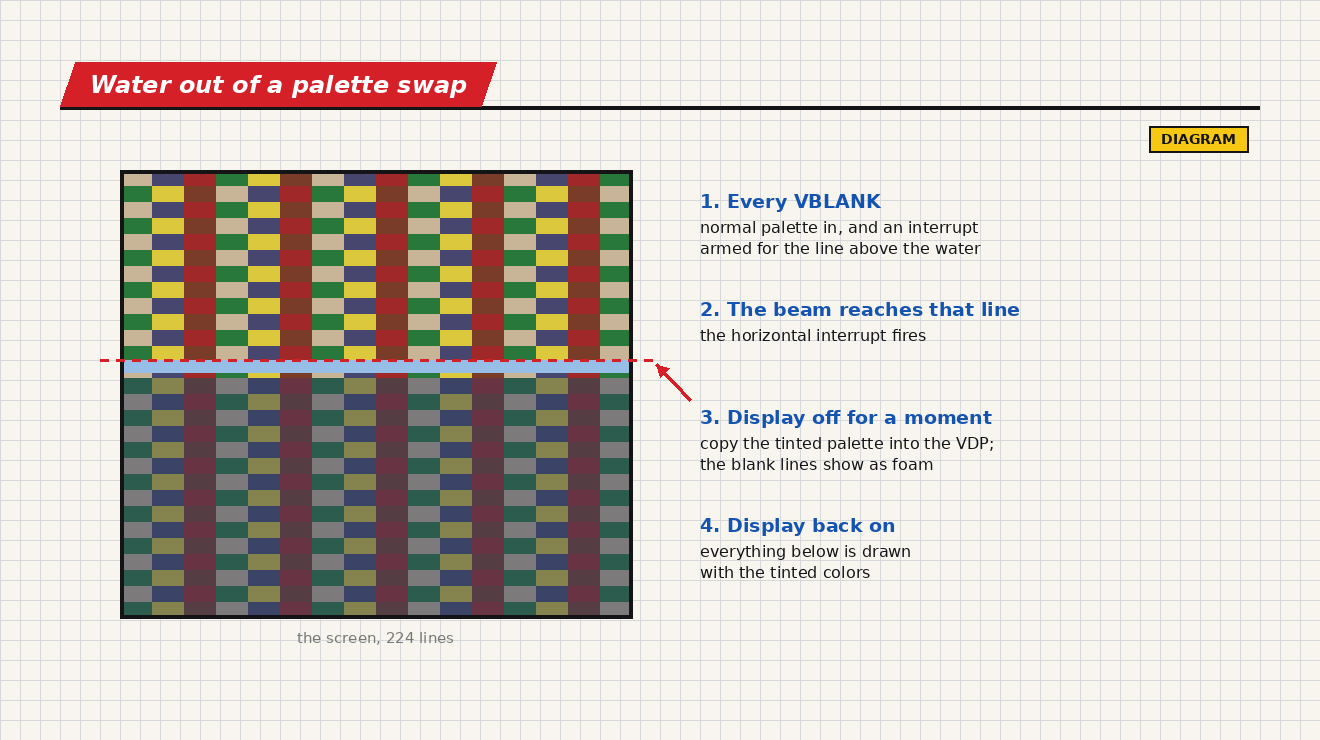 Water out of a palette swap
DIAGRAM
1. Every VBLANK
normal palette in, and an interrupt
armed for the line above the water
2. The beam reaches that line
the horizontal interrupt fires
3. Display off for a moment
copy the tinted palette into the VDP;
the blank lines show as foam
4. Display back on
everything below is drawn
with the tinted colors
the screen, 224 lines